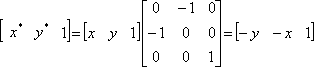 [ x* y* 1]=[x y 1][0 -1 0; -1 0 0; 0 0 1]=[-y -x 1]